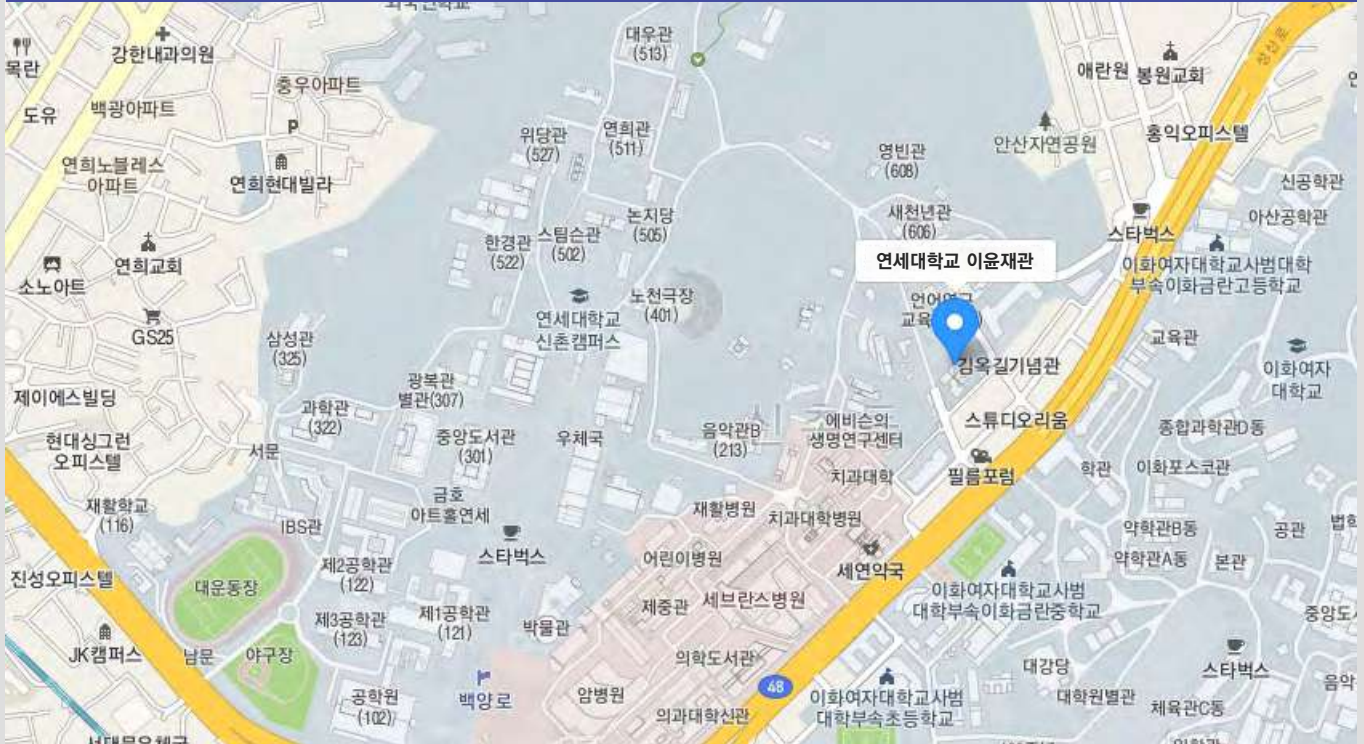 대우관
(513)
강한내과의원
목란
애란원
봉원교회
성산로
충우아파트
도유
백광아파트
P
위당관
(527)
연희관
(511)
영빈관
(608)
안산자연공원
홍익오피스텔
연희노블레스
아파트
연희현대빌라
신공학관
아산공학관
새천년관
(606)
논지당
(505)
스팀슨관
(502)
한경관
(522)
스타벅스
연세대학교 이윤재관
이화여자대학교사범대학
부속이화금란고등학교
연희교회
소노아트
노천극장
(401)
연세대학교
신촌캠퍼스
GS25
삼성관
(325)
교육관
김옥길기념관
이화여자
대학교
제이에스빌딩
광복관
별관(307)
과학관
(322)
에비슨의
생명연구센터
스튜디오리움
종합과학관D동
현대싱그런
오피스텔
서문
중앙도서관
(301)
우체국
음악관B
(213)
치과대학
필름포럼
학관
이화포스코관
재활학교
(116)
금호
아트홀연세
IBS관
재활병원
치과대학병원
약학관B동
공관
스타벅스
어린이병원
세연약국
약학관A동
본관
진성오피스텔
대운동장
제2공학관
(122)
이화여자대학교사범
대학부속이화금란중학교
제중관
세브란스병원
제3공학관
(123)
제1공학관
(121)
박물관
JK캠퍼스
남문
야구장
의학도서관
대강당
스타벅스
백양로
암병원
48
이화여자대학교사범
대학부속초등학교
대학원별관
체육관C동
음악
공학원
(102)
의과대학신관